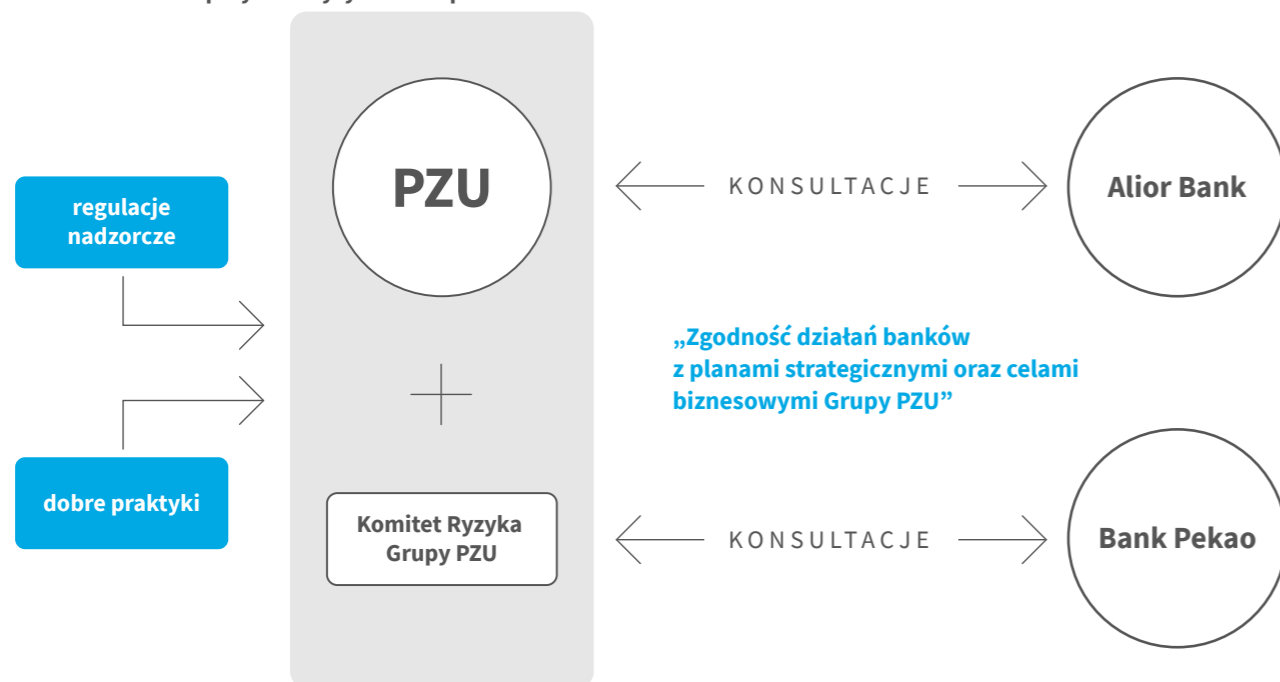 regulacje
nadzorcze
dobre praktyki
PZU
Komitet Ryzyka
Grupy PZU
KONSULTACJE
Alior Bank
„Zgodność działań banków
z planami strategicznymi oraz celami
biznesowymi Grupy PZU”
KONSULTACJE
Bank Pekao